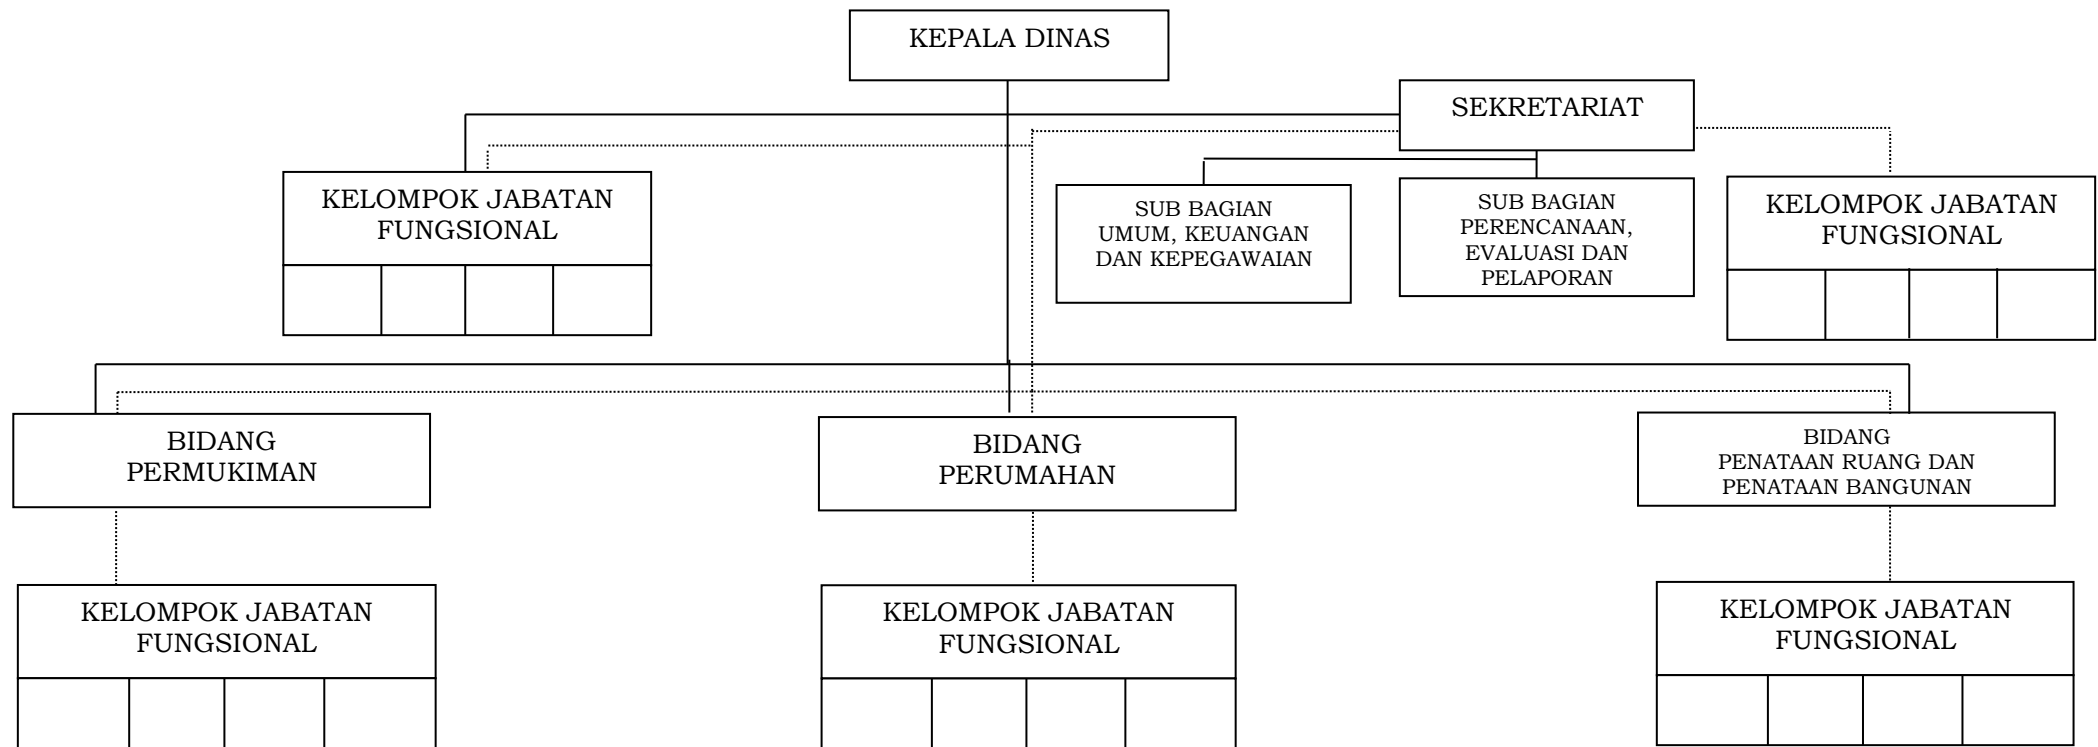 KEPALA DINAS
SEKRETARIAT
KELOMPOK JABATAN
FUNGSIONAL
SUB BAGIAN
UMUM, KEUANGAN
DAN KEPEGAWAIAN
SUB BAGIAN
PERENCANAAN,
EVALUASI DAN
PELAPORAN
KELOMPOK JABATAN
FUNGSIONAL
BIDANG
PERMUKIMAN
BIDANG
PERUMAHAN
BIDANG
PENATAAN RUANG DAN
PENATAAN BANGUNAN
KELOMPOK JABATAN
FUNGSIONAL
KELOMPOK JABATAN
FUNGSIONAL
KELOMPOK JABATAN
FUNGSIONAL